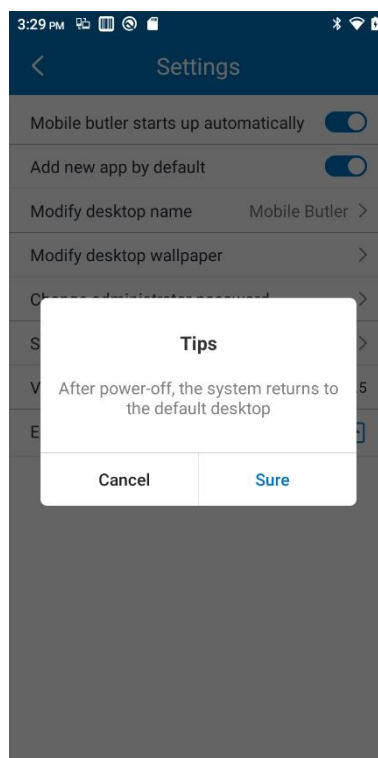 3:29 PM
Settings
Mobile butler starts up automatically
Add new app by default
Modify desktop name Mobile Butler >
Modify desktop wallpaper >
Tips
After power-off, the system returns to
the default desktop
Cancel Sure